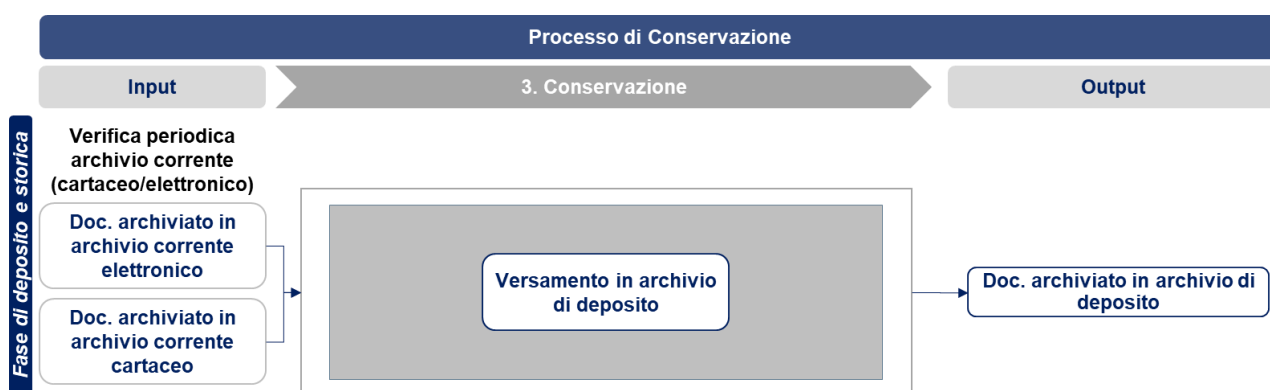 Processo di Conservazione
Input
3. Conservazione
Output
Fase di deposito e storica
Verifica periodica
archivio corrente
(cartaceo/elettronico)
Doc. archiviato in
archivio corrente
elettronico
Doc. archiviato in
archivio corrente
cartaceo
Versamento in archivio
di deposito
Doc. archiviato in archivio di
deposito